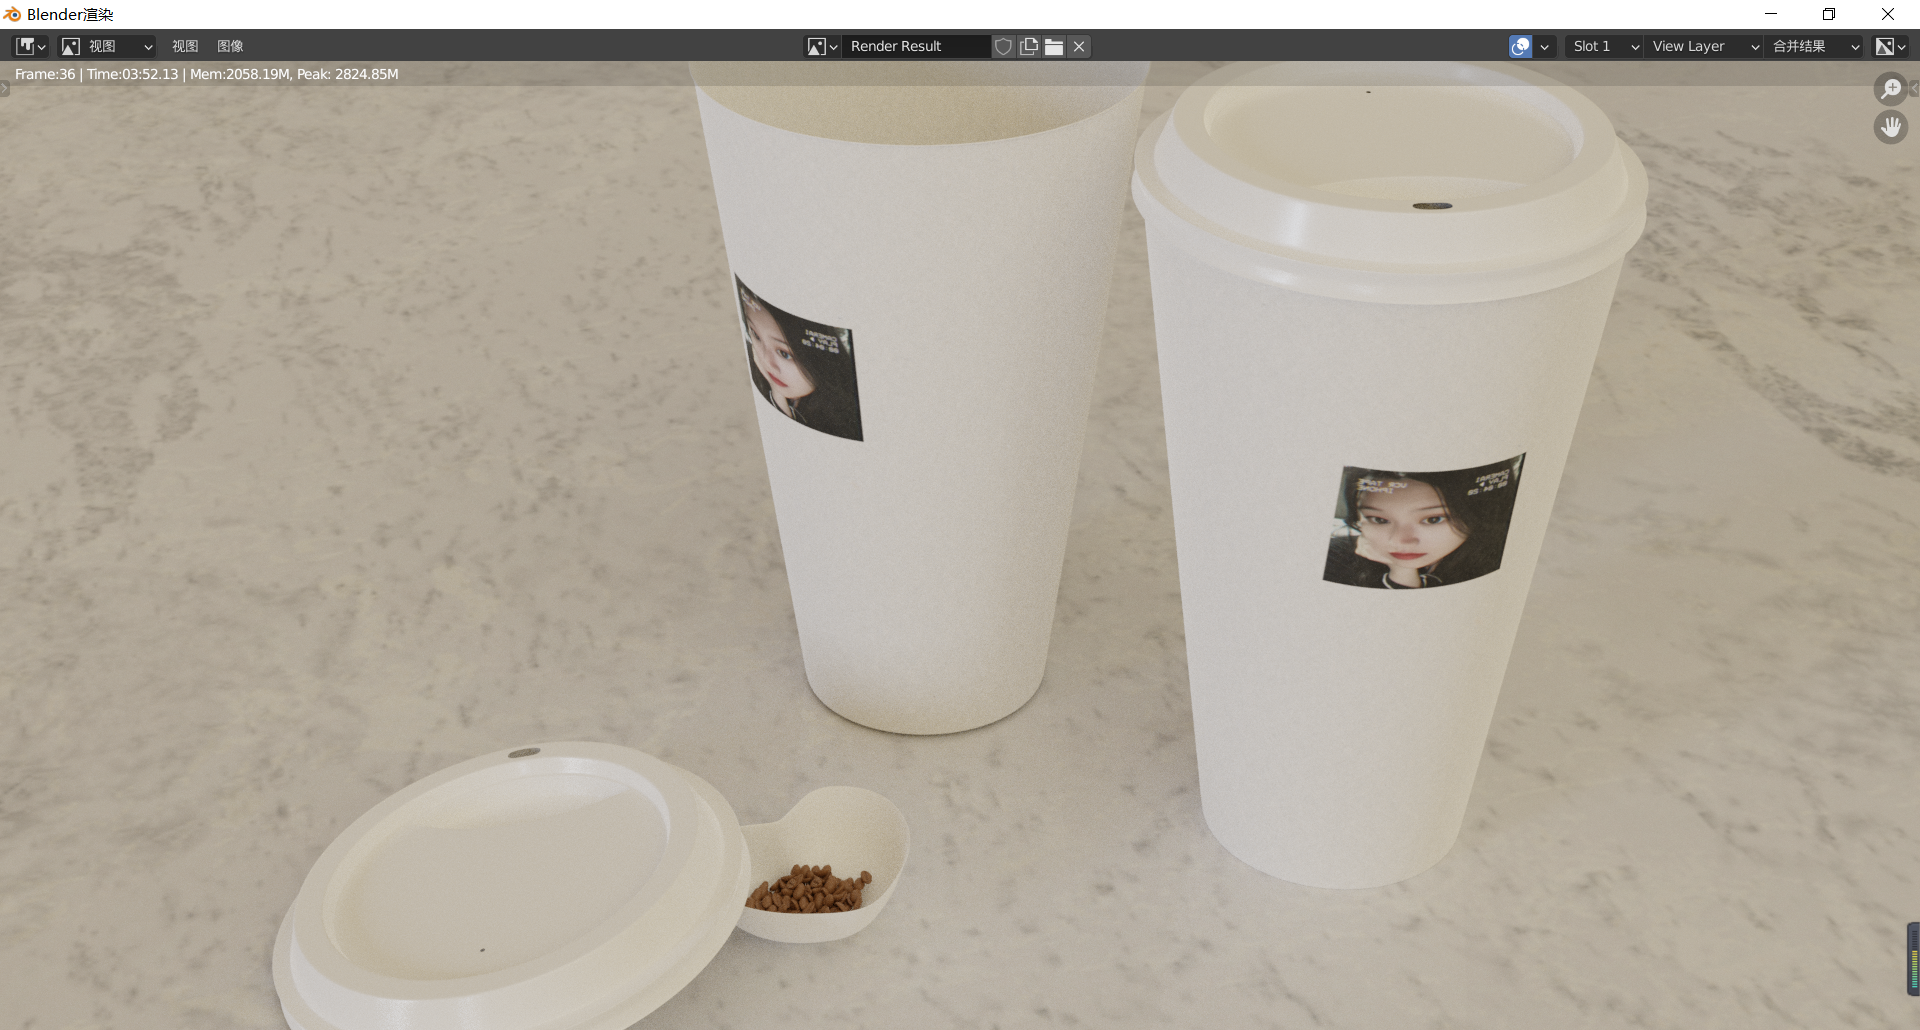 Blender渲染
视图 视图 图像 Render Result Slot 1 View Layer 合并结果
Frame:36 | Time:03:52.13 | Mem:2058.19M, Peak: 2824.85M